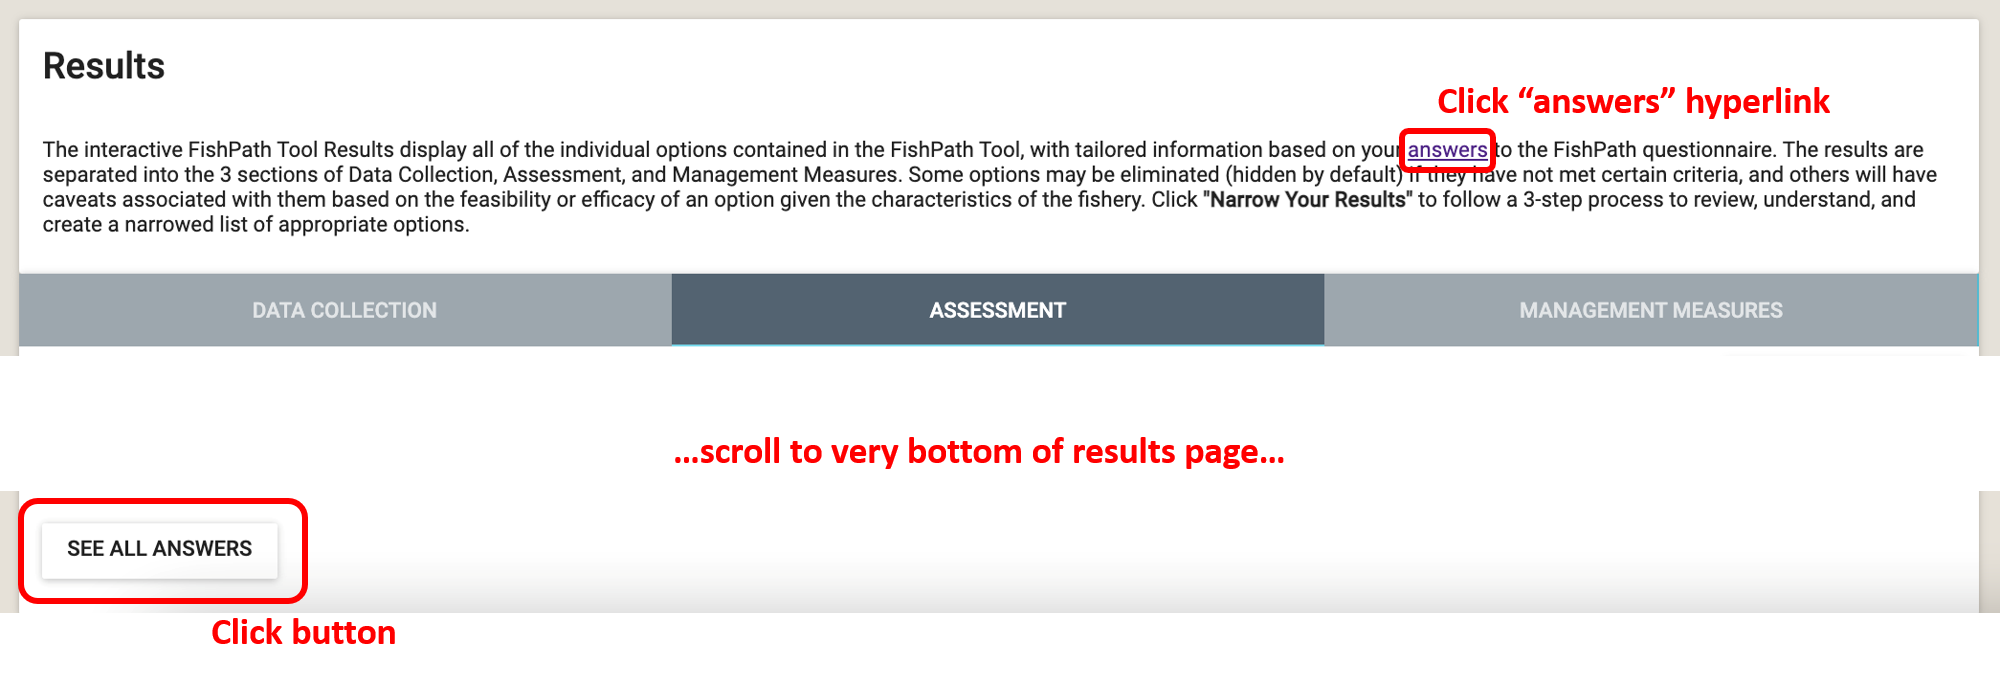 Results
Click “answers” hyperlink
The interactive FishPath Tool Results display all of the individual options contained in the FishPath Tool, with tailored information based on your answers to the FishPath questionnaire. The results are
separated into the 3 sections of Data Collection, Assessment, and Management Measures. Some options may be eliminated (hidden by default) if they have not met certain criteria, and others will have
caveats associated with them based on the feasibility or efficacy of an option given the characteristics of the fishery. Click "Narrow Your Results" to follow a 3-step process to review, understand, and
create a narrowed list of appropriate options.
DATA COLLECTION
ASSESSMENT
MANAGEMENT MEASURES
...scroll to very bottom of results page...
SEE ALL ANSWERS
Click button